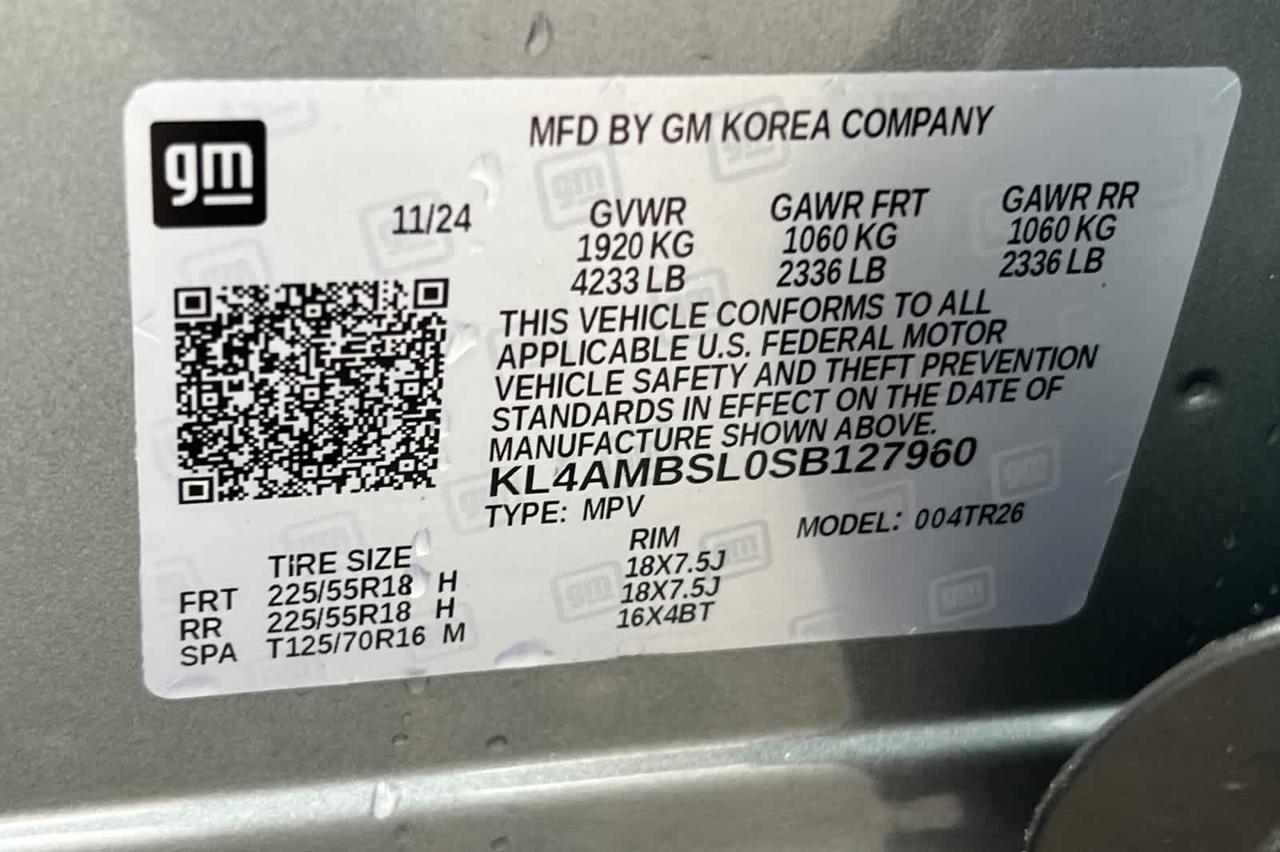 gm
MFD BY GM KOREA COMPANY
11/24 GVWR GAWR FRT GAWR RR
1920 KG 1060 KG 1060 KG
4233 LB 2336 LB 2336 LB
THIS VEHICLE CONFORMS TO ALL
APPLICABLE U.S. FEDERAL MOTOR
VEHICLE SAFETY AND THEFT PREVENTION
STANDARDS IN EFFECT ON THE DATE OF
MANUFACTURE SHOWN ABOVE.
KL4AMBSL0SB127960
TYPE: MPV MODEL: 004TR26
TIRE SIZE RIM
FRT 225/55R18 H 18X7.5J
RR 225/55R18 H 18X7.5J
SPA T125/70R16 M 16X4BT